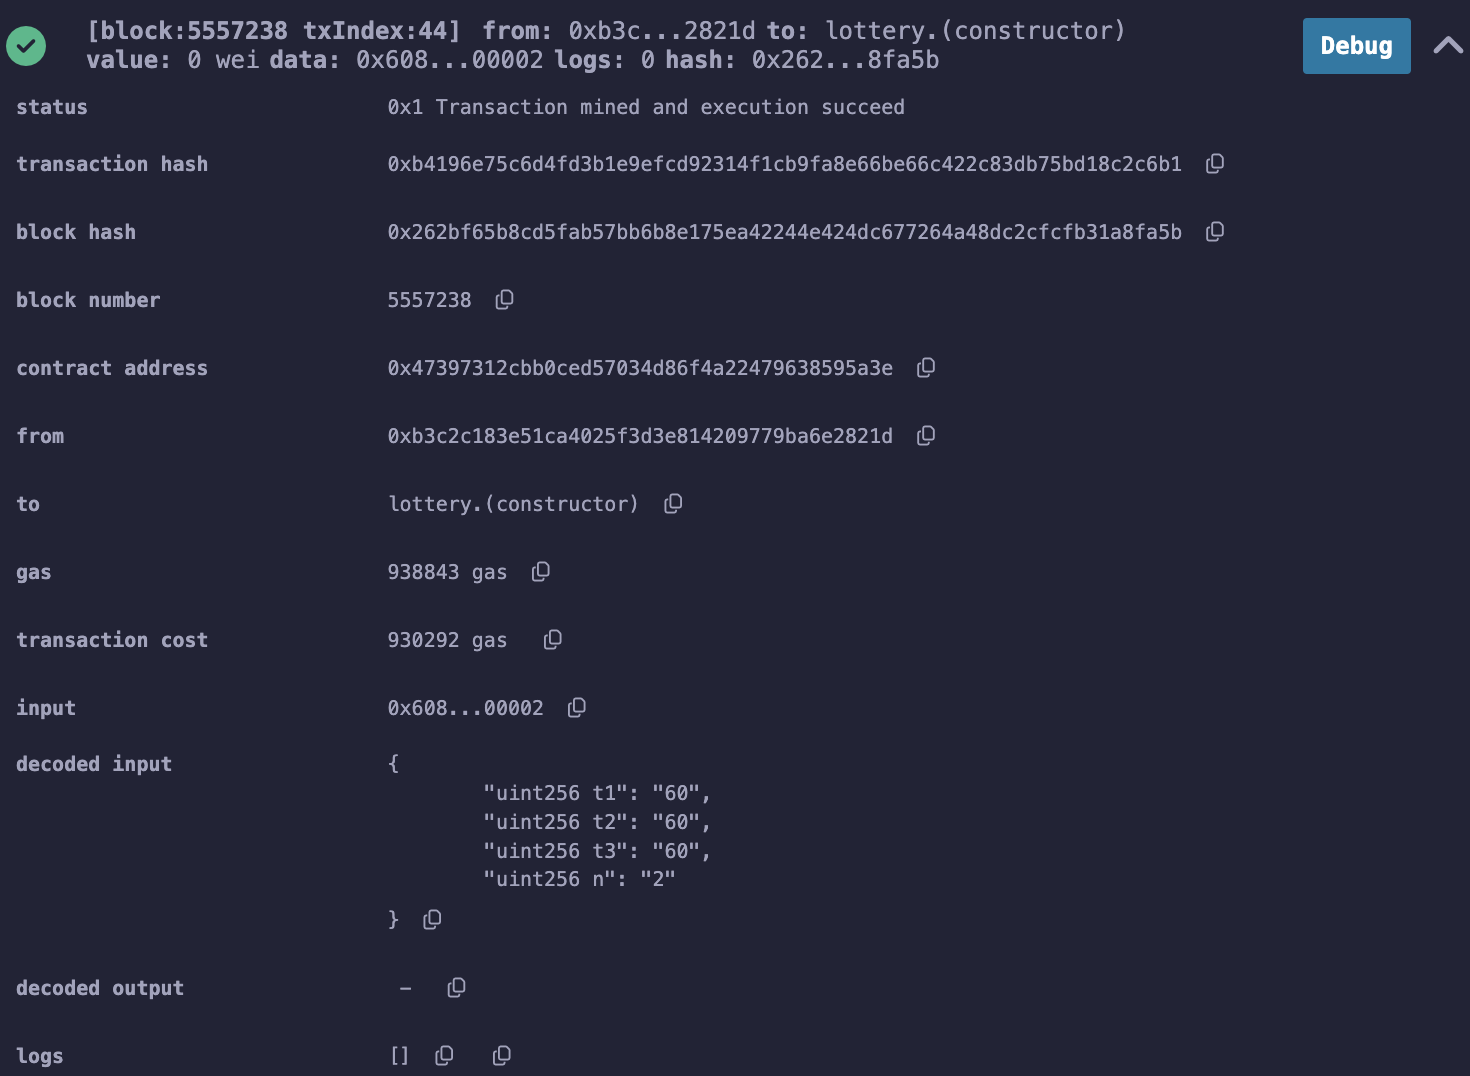 [block:5557238 txIndex:44] from: 0xb3c...2821d to: lottery.(constructor)
value: 0 wei data: 0x608...00002 logs: 0 hash: 0x262...8fa5b
Debug
status 0x1 Transaction mined and execution succeed
transaction hash 0xb4196e75c6d4fd3b1e9efcd92314f1cb9fa8e66be66c422c83db75bd18c2c6b1
block hash 0x262bf65b8cd5fab57bb6b8e175ea42244e424dc677264a48dc2cfcfb31a8fa5b
block number 5557238
contract address 0x47397312cbb0ced57034d86f4a22479638595a3e
from 0xb3c2c183e51ca4025f3d3e814209779ba6e2821d
to lottery.(constructor)
gas 938843 gas
transaction cost 930292 gas
input 0x608...00002
decoded input {
"uint256 t1": "60",
"uint256 t2": "60",
"uint256 t3": "60",
"uint256 n": "2"
}
decoded output -
logs []